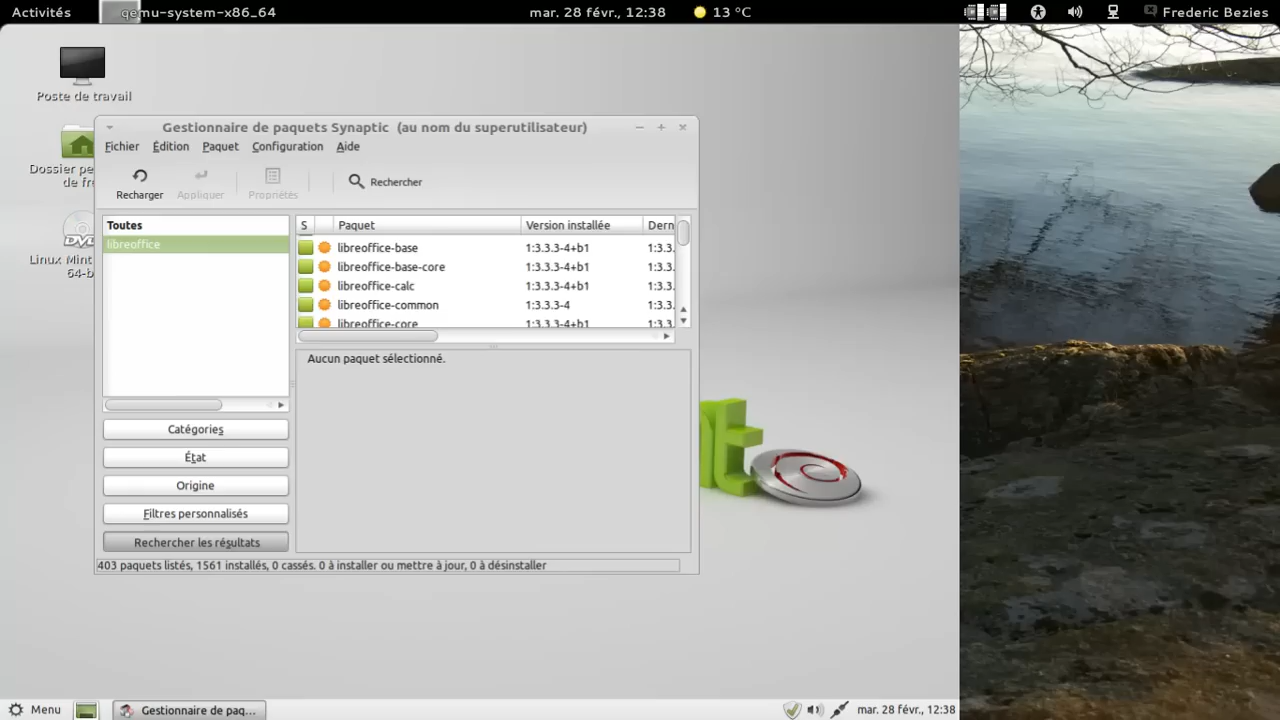 Activités qemu-system-x86_64 mar. 28 févr., 12:38 13 °C Frederic Bezies
Poste de travail
Dossier pe
de fre
DVD
Linux Mint
64-b
Gestionnaire de paquets Synaptic (au nom du superutilisateur)
Fichier Édition Paquet Configuration Aide
Recharger Appliquer Propriétés Rechercher
Toutes
libreoffice
S Paquet Version installée Dern
libreoffice-base 1:3.3.3-4+b1 1:3.3.
libreoffice-base-core 1:3.3.3-4+b1 1:3.3.
libreoffice-calc 1:3.3.3-4+b1 1:3.3.
libreoffice-common 1:3.3.3-4 1:3.3.
libreoffice-core 1:3.3.3-4+b1 1:3.3.
Aucun paquet sélectionné.
Catégories
État
Origine
Filtres personnalisés
Rechercher les résultats
403 paquets listés, 1561 installés, 0 cassés. 0 à installer ou mettre à jour, 0 à désinstaller
t
Menu Gestionnaire de paq... mar. 28 févr., 12:38